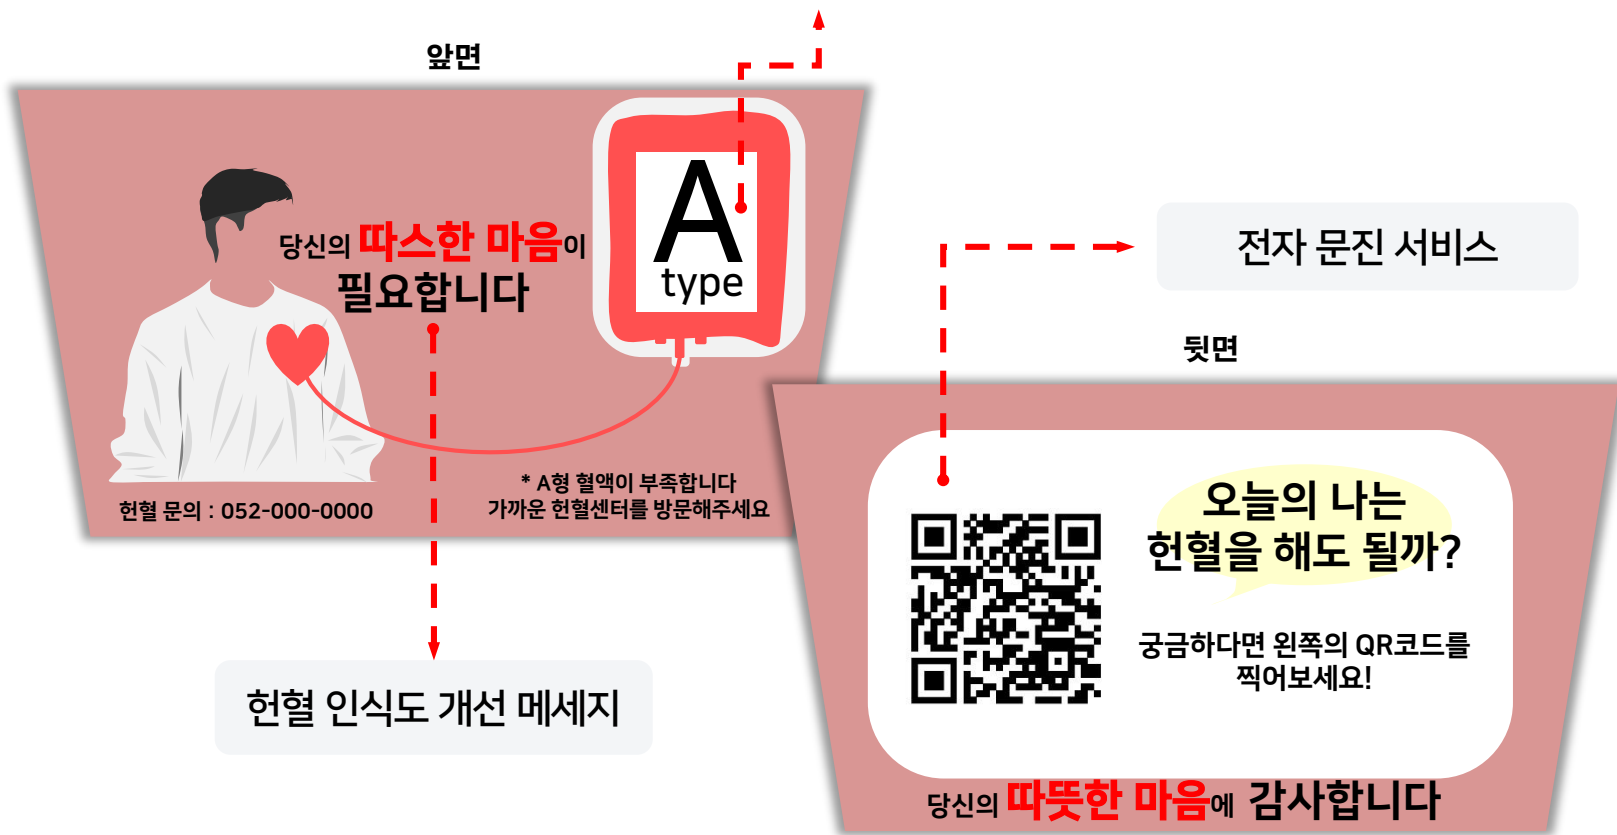 앞면
당신의 따스한 마음이
필요합니다
A
type
헌혈 문의 : 052-000-0000
* A형 혈액이 부족합니다
가까운 헌혈센터를 방문해주세요
헌혈 인식도 개선 메세지
전자 문진 서비스
뒷면
오늘의 나는
헌혈을 해도 될까?
궁금하다면 왼쪽의 QR코드를
찍어보세요!
당신의 따뜻한 마음에 감사합니다